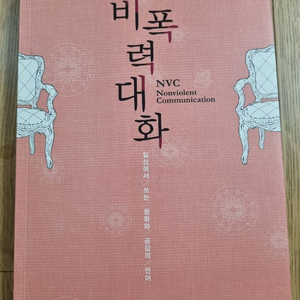 비폭력대화
NVC
Nonviolent
Communication
일상에서 쓰는 평화와 공감의 언어